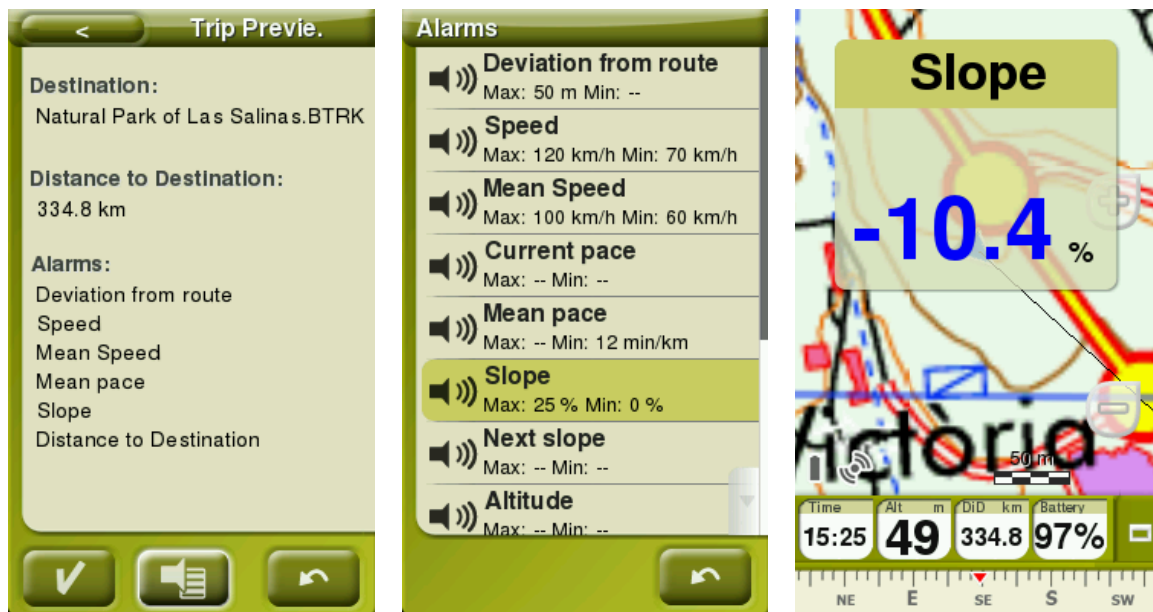 <
Trip Previe.
Destination:
Natural Park of Las Salinas.BTRK
Distance to Destination:
334.8 km
Alarms:
Deviation from route
Speed
Mean Speed
Mean pace
Slope
Distance to Destination
Alarms
Deviation from route
Max: 50 m Min: --
Speed
Max: 120 km/h Min: 70 km/h
Mean Speed
Max: 100 km/h Min: 60 km/h
Current pace
Max: -- Min: --
Mean pace
Max: -- Min: 12 min/km
Slope
Max: 25 % Min: 0 %
Next slope
Max: -- Min: --
Altitude
Max: -- Min: --
Slope
-10.4 %
Victòria
50 m
Time Alt m DiD km Battery
15:25 49 334.8 97%
NE E SE S SW